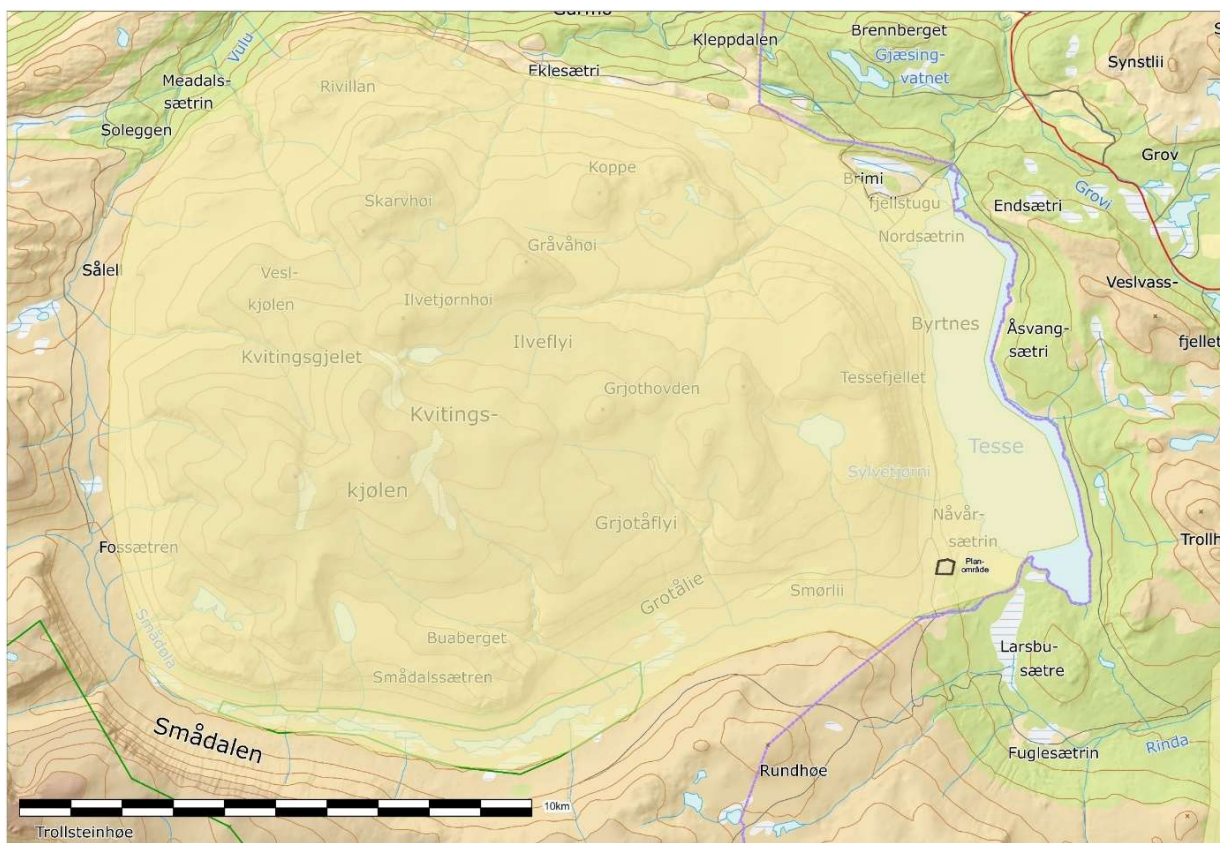 Kleppdalen
Brennberget
Gjæsing-
vatnet
Synstlii
Vulu
Meadals-
sætrin
Eklesætri
Rivillan
Soleggen
Koppe
Grov
Brimi
fjellstugu
Skarvhøi
Grovi
Endsætri
Nordsætrin
Gråvåhøi
Sålell
Vesl-
kjølen
Ilvetjørnhøi
Veslvass-
fjellet
Byrtnes
Åsvang-
sætri
Ilveflyi
Kvitingsgjelet
Tessefjellet
Grjothovden
Kvitings-
kjølen
Tesse
Sylvetjørni
Nåvår-
sætrin
Grjotåflyi
Fossætren
Plan-
område
Smørlii
Grotålie
Smådøla
Buaberget
Larsbu-
sætre
Smådalssætren
Smådalen
Rinda
Fuglesætrin
Rundhøe
10km
Trollsteinhøe